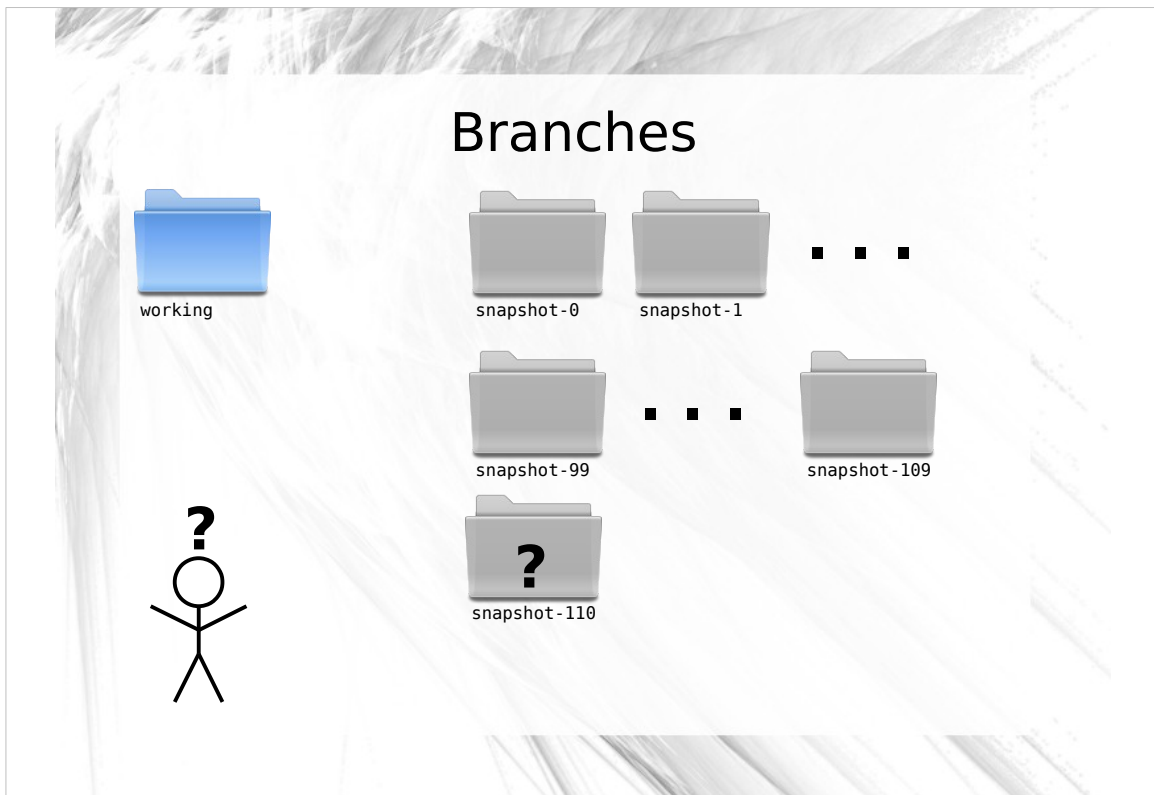 Branches
working
snapshot-0
snapshot-1
. . .
snapshot-99
. . .
snapshot-109
?
?
snapshot-110